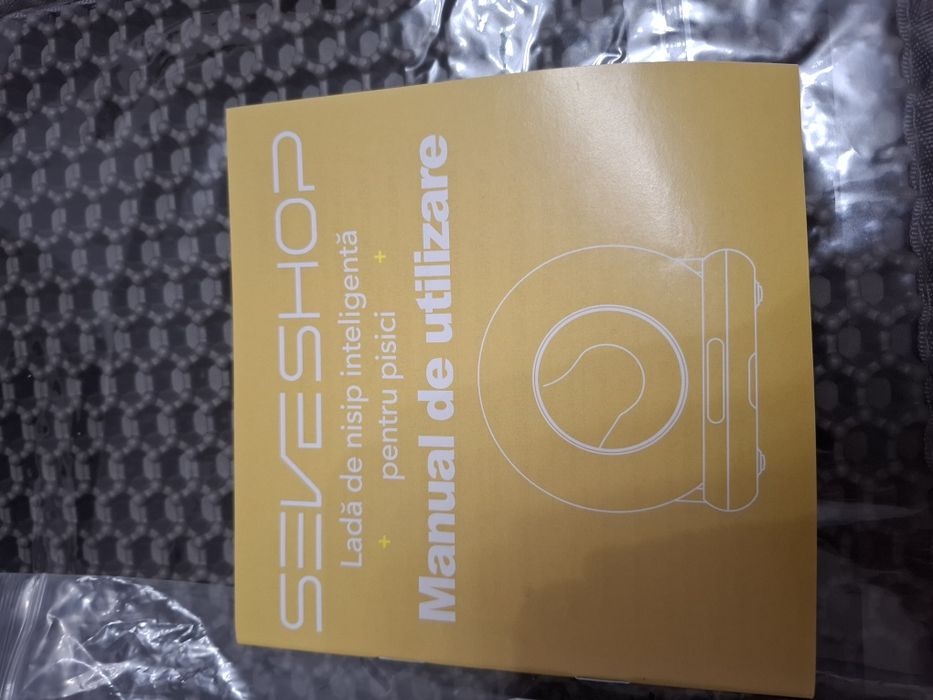 SEVESHOP
Ladă de nisip inteligentă
+ pentru pisici +
Manual de utilizare